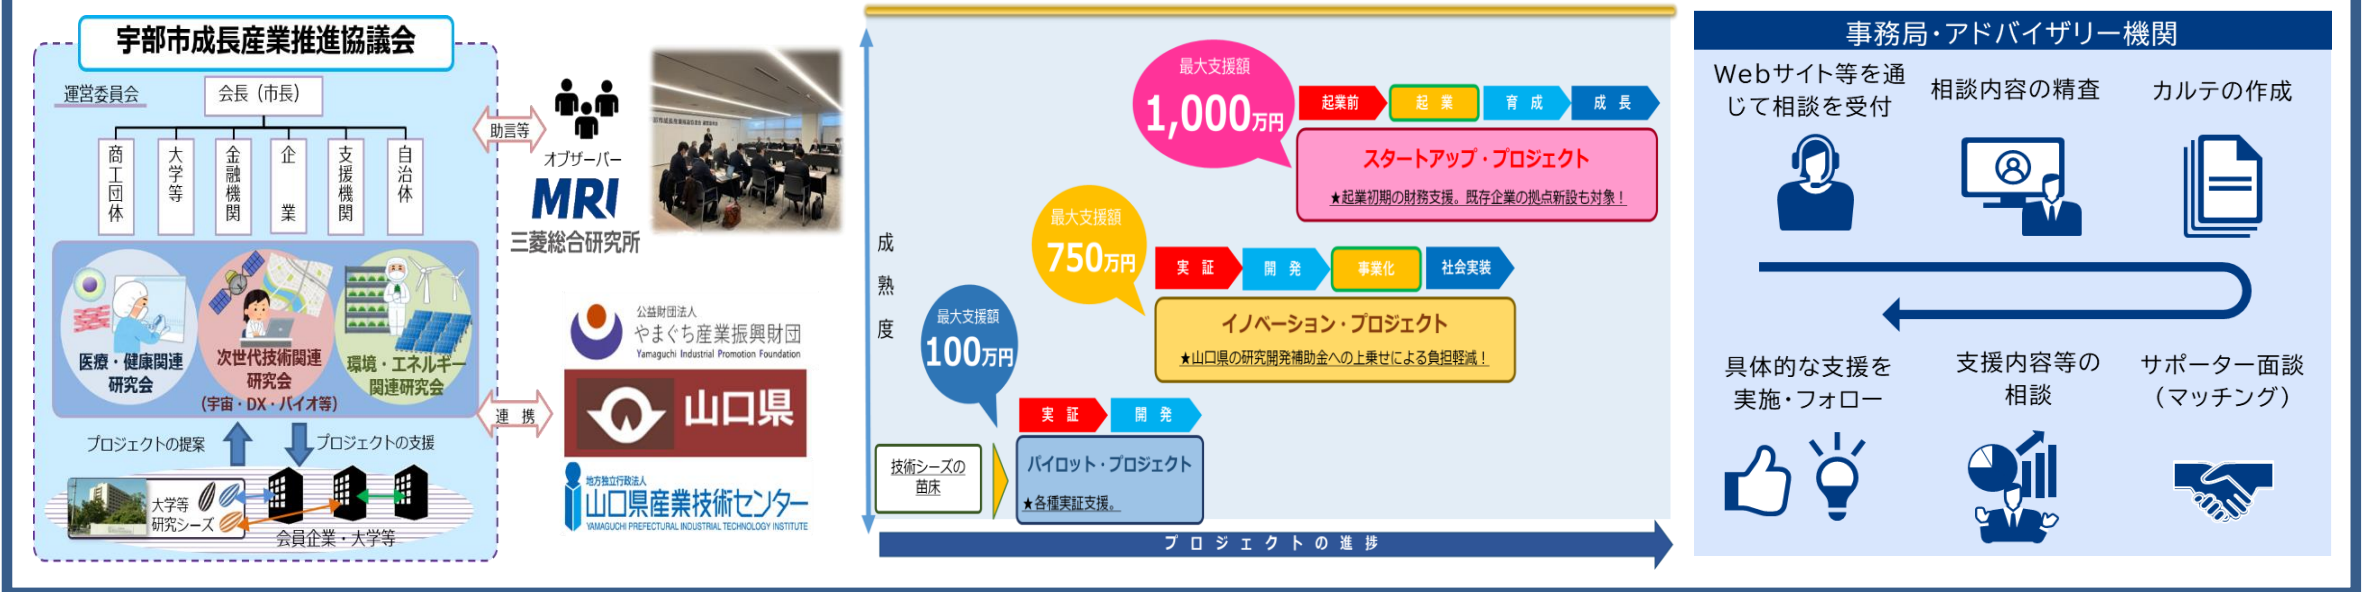 宇部市成長産業推進協議会
運営委員会
会長（市長）
商工団体
大学等
金融機関
企業
支援機関
自治体
医療・健康関連
研究会
次世代技術関連
研究会
（宇宙・DX・バイオ等）
環境・エネルギー
関連研究会
プロジェクトの提案
プロジェクトの支援
大学等
研究シーズ
会員企業・大学等
助言等
オブザーバー
MRI
三菱総合研究所
連 携
公益財団法人
やまぐち産業振興財団
Yamaguchi Industrial Promotion Foundation
山口県
地方独立行政法人
山口県産業技術センター
YAMAGUCHI PREFECTURAL INDUSTRIAL TECHNOLOGY INSTITUTE
成熟度
最大支援額
1,000万円
起業前
起 業
育 成
成 長
スタートアップ・プロジェクト
★起業初期の財務支援。既存企業の拠点新設も対象！
最大支援額
750万円
実 証
開 発
事業化
社会実装
イノベーション・プロジェクト
★山口県の研究開発補助金への上乗せによる負担軽減！
最大支援額
100万円
実 証
開 発
技術シーズの
苗床
パイロット・プロジェクト
★各種実証支援。
プロジェクトの進捗
事務局・アドバイザリー機関
Webサイト等を通
じて相談を受付
相談内容の精査
カルテの作成
具体的な支援を
実施・フォロー
支援内容等の
相談
サポーター面談
（マッチング）